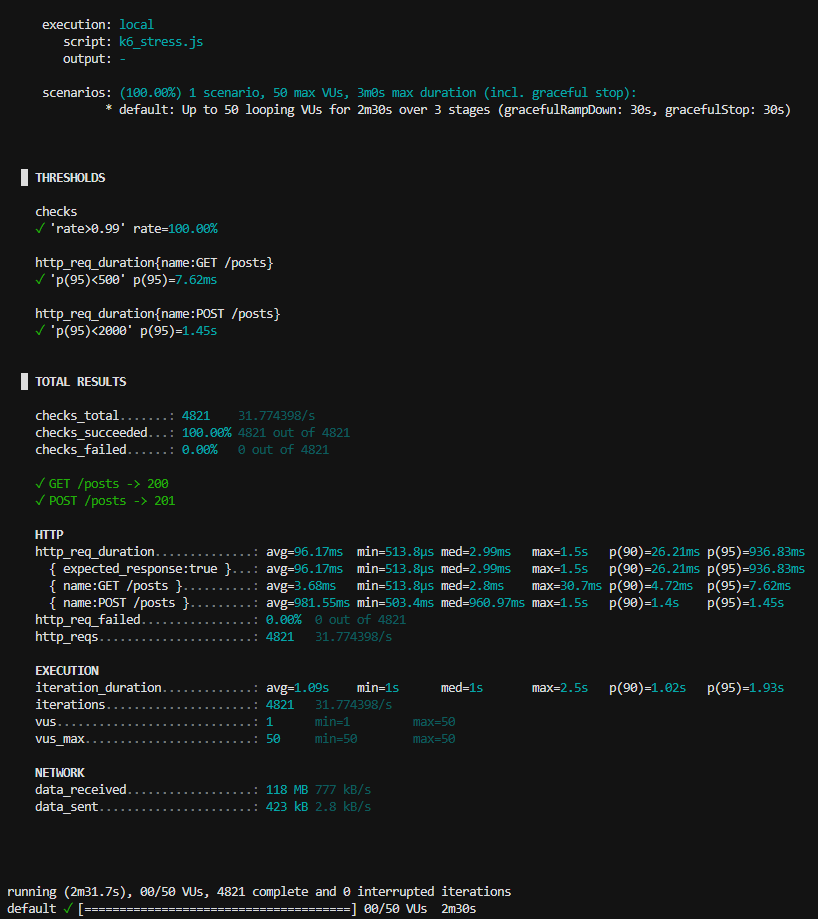 execution: local
script: k6_stress.js
output: -
scenarios: (100.00%) 1 scenario, 50 max VUs, 3m0s max duration (incl. graceful stop):
* default: Up to 50 looping VUs for 2m30s over 3 stages (gracefulRampDown: 30s, gracefulStop: 30s)
THRESHOLDS
checks
✓ 'rate>0.99' rate=100.00%
http_req_duration{name:GET /posts}
✓ 'p(95)<500' p(95)=7.62ms
http_req_duration{name:POST /posts}
✓ 'p(95)<2000' p(95)=1.45s
TOTAL RESULTS
checks_total.......: 4821 31.774398/s
checks_succeeded...: 100.00% 4821 out of 4821
checks_failed......: 0.00% 0 out of 4821
✓ GET /posts -> 200
✓ POST /posts -> 201
HTTP
http_req_duration..............: avg=96.17ms min=513.8µs med=2.99ms max=1.5s p(90)=26.21ms p(95)=936.83ms
{ expected_response:true }...: avg=96.17ms min=513.8µs med=2.99ms max=1.5s p(90)=26.21ms p(95)=936.83ms
{ name:GET /posts }..........: avg=3.68ms min=513.8µs med=2.8ms max=30.7ms p(90)=4.72ms p(95)=7.62ms
{ name:POST /posts }.........: avg=981.55ms min=503.4ms med=960.97ms max=1.5s p(90)=1.4s p(95)=1.45s
http_req_failed................: 0.00% 0 out of 4821
http_reqs......................: 4821 31.774398/s
EXECUTION
iteration_duration.............: avg=1.09s min=1s med=1s max=2.5s p(90)=1.02s p(95)=1.93s
iterations.....................: 4821 31.774398/s
vus............................: 1 min=1 max=50
vus_max........................: 50 min=50 max=50
NETWORK
data_received..................: 118 MB 777 kB/s
data_sent......................: 423 kB 2.8 kB/s
running (2m31.7s), 00/50 VUs, 4821 complete and 0 interrupted iterations
default ✓ [======================================] 00/50 VUs 2m30s